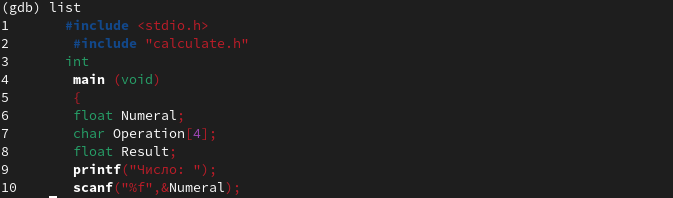 (gdb) list
1 #include <stdio.h>
2 #include "calculate.h"
3 int
4 main (void)
5 {
6 float Numeral;
7 char Operation[4];
8 float Result;
9 printf("Число: ");
10 scanf("%f",&Numeral);